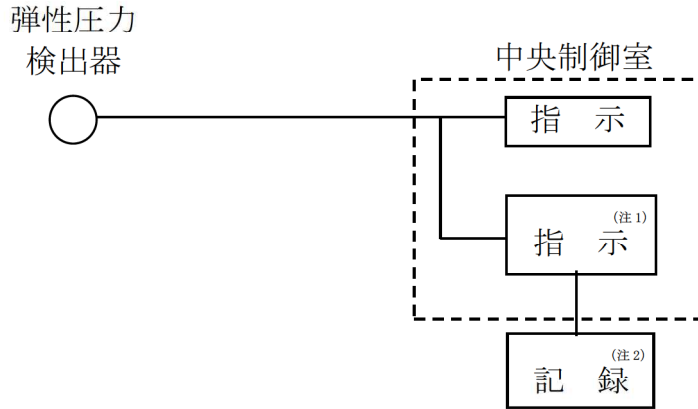 弾性圧力
検出器
中央制御室
指 示
(注1)
指 示
(注2)
記 録